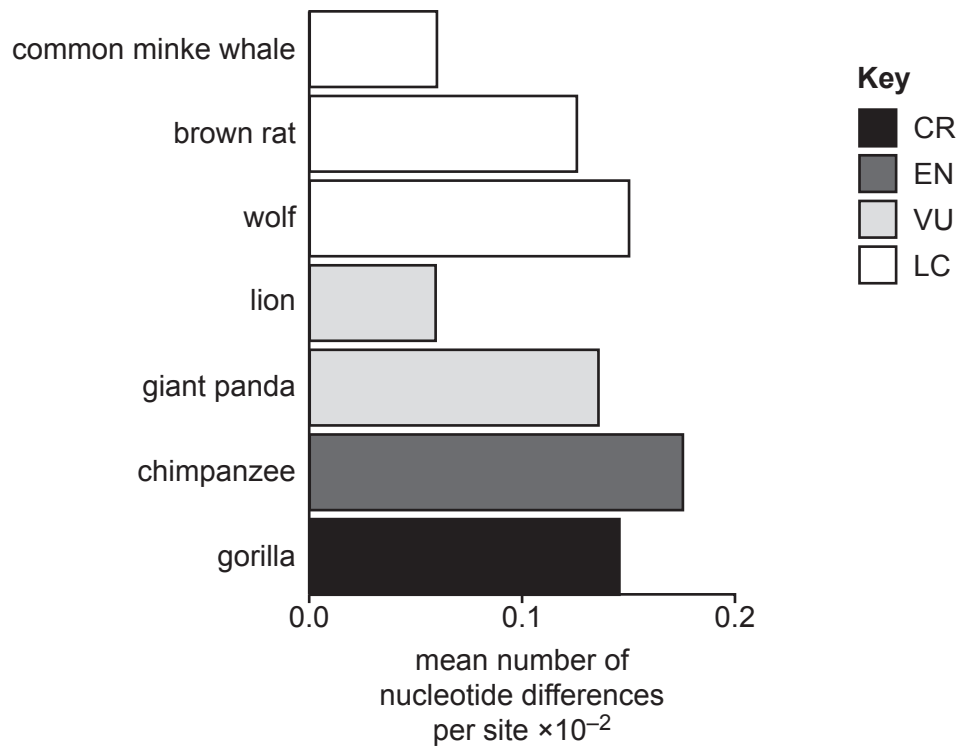 common minke whale
brown rat
wolf
lion
giant panda
chimpanzee
gorilla
0.0 0.1 0.2
mean number of
nucleotide differences
per site ×10⁻²
Key
CR
EN
VU
LC